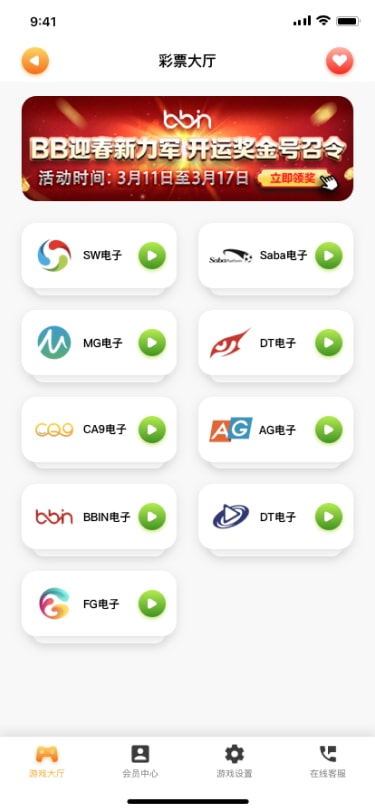 9:41
彩票大厅
bbin
BB迎春新力军 开运奖金号召令
活动时间: 3月11日至3月17日
立即领奖
SW电子
Saba Platform
Saba电子
MG电子
DT电子
CQ9
CA9电子
AG
AG电子
bbin
BBIN电子
DT电子
FG电子
游戏大厅
会员中心
游戏设置
在线客服